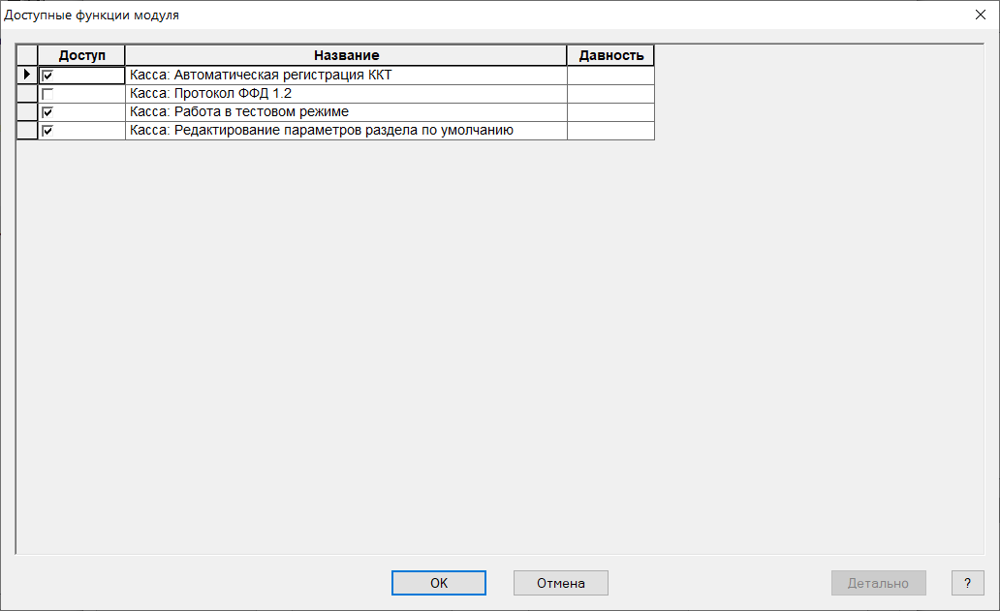 Доступные функции модуля
Доступ Название Давность
Касса: Автоматическая регистрация ККТ
Касса: Протокол ФФД 1.2
Касса: Работа в тестовом режиме
Касса: Редактирование параметров раздела по умолчанию
OK Отмена Детально ?